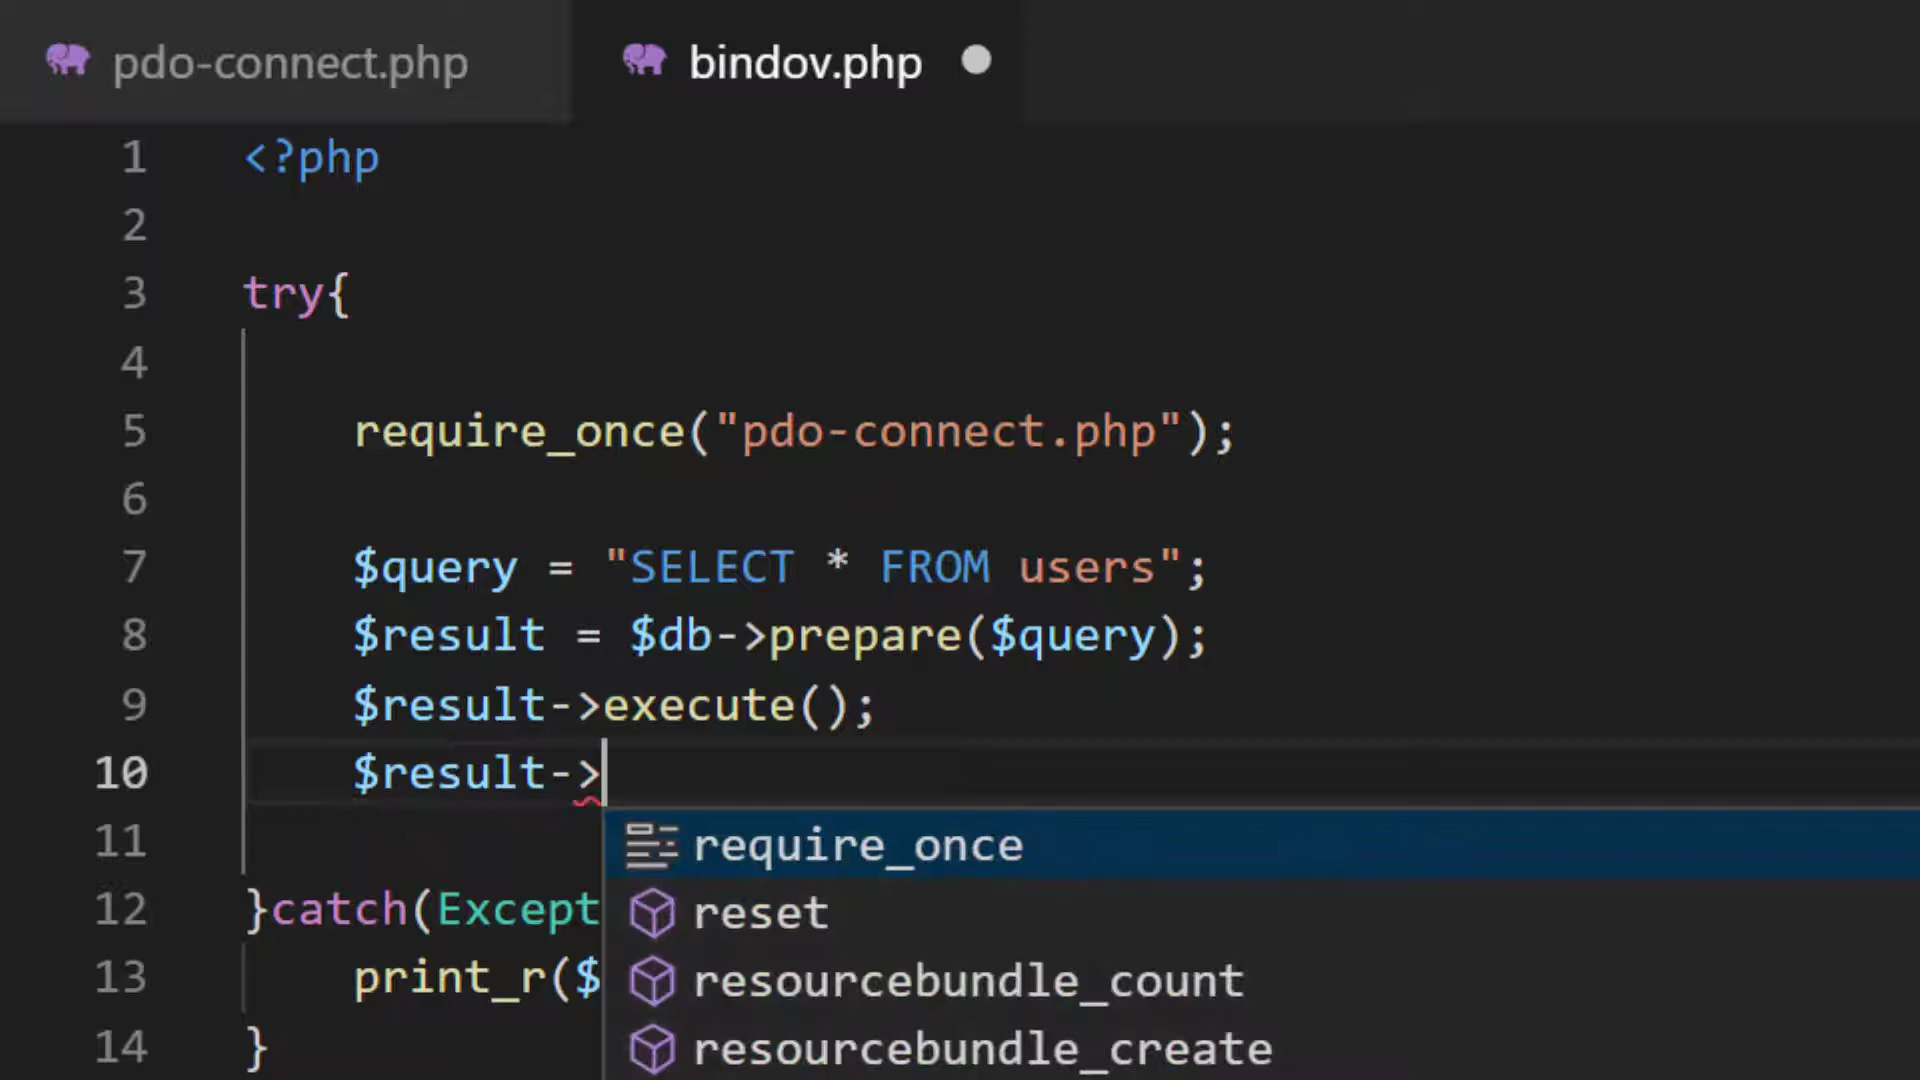 pdo-connect.php bindov.php
1 <?php
2
3 try{
4
5 require_once("pdo-connect.php");
6
7 $query = "SELECT * FROM users";
8 $result = $db->prepare($query);
9 $result->execute();
10 $result->
11 require_once
12 }catch(Except reset
13 print_r($ resourcebundle_count
14 } resourcebundle_create